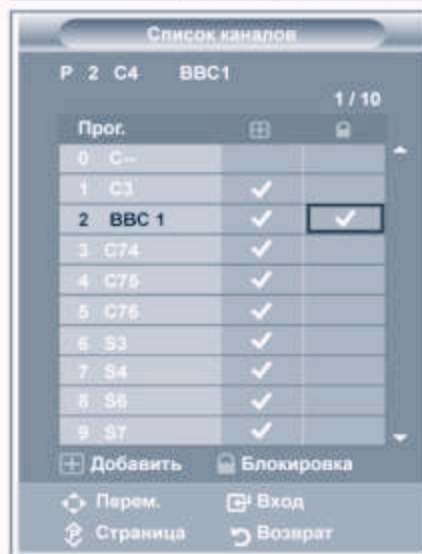 Список каналов
P 2 C4 BBC1
1 / 10
Прог.
0 C--
1 C3
2 BBC 1
3 C74
4 C75
5 C76
6 S3
7 S4
8 S6
9 S7
Добавить Блокировка
Перем. Вход
Страница Возврат